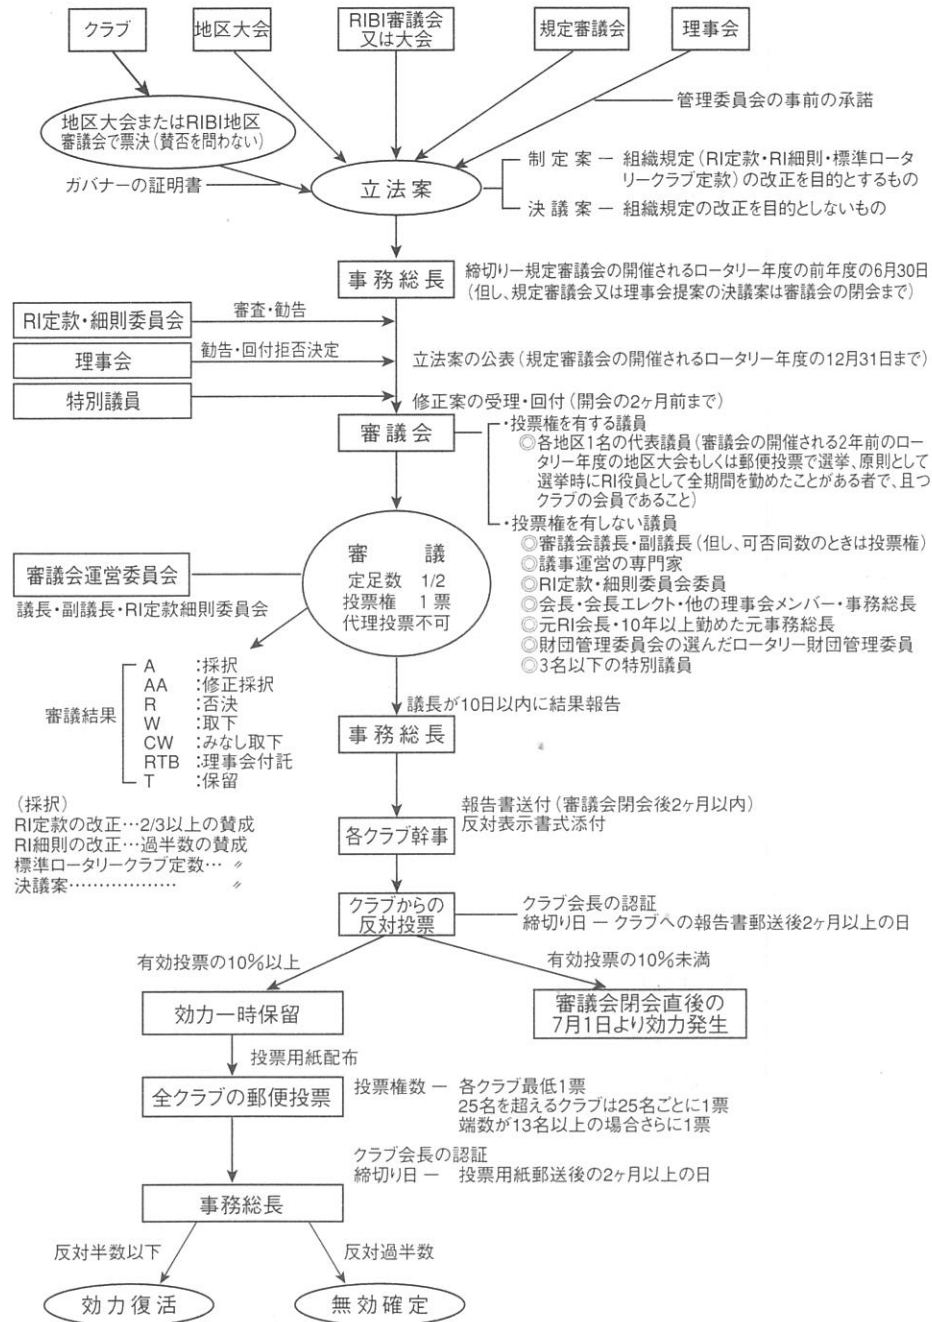 クラブ
地区大会
RIBI審議会
又は大会
規定審議会
理事会
管理委員会の事前の承諾
地区大会またはRIBI地区
審議会で票決(賛否を問わない)
ガバナーの証明書
立法案
制定案ー 組織規定(RI定款・RI細則・標準ロータ
リークラブ定款)の改正を目的とするもの
決議案ー 組織規定の改正を目的としないもの
事務総長
締切りー規定審議会の開催されるロータリー年度の前年度の6月30日
(但し、規定審議会又は理事会提案の決議案は審議会の閉会まで)
RI定款・細則委員会
審査・勧告
理事会
勧告・回付拒否決定
立法案の公表(規定審議会の開催されるロータリー年度の12月31日まで)
特別議員
修正案の受理・回付(開会の2ヶ月前まで)
審議会
・投票権を有する議員
◎各地区1名の代表議員(審議会の開催される2年前のロー
タリー年度の地区大会もしくは郵便投票で選挙、原則として
選挙時にRI役員として全期間を勤めたことがある者で、且つ
クラブの会員であること)
・投票権を有しない議員
◎審議会議長・副議長(但し、可否同数のときは投票権)
◎議事運営の専門家
◎RI定款・細則委員会委員
◎会長・会長エレクト・他の理事会メンバー・事務総長
◎元RI会長・10年以上勤めた元事務総長
◎財団管理委員会の選んだロータリー財団管理委員
◎3名以下の特別議員
審議
定足数 1/2
投票権 1票
代理投票不可
審議会運営委員会
議長・副議長・RI定款細則委員会
審議結果
A :採択
AA :修正採択
R :否決
W :取下
CW :みなし取下
RTB :理事会付託
T :保留
議長が10日以内に結果報告
事務総長
(採択)
RI定款の改正…2/3以上の賛成
RI細則の改正…過半数の賛成
標準ロータリークラブ定数… 〃
決議案……………… 〃
報告書送付(審議会閉会後2ヶ月以内)
反対表示書式添付
各クラブ幹事
クラブからの
反対投票
クラブ会長の認証
締切り日 ー クラブへの報告書郵送後2ヶ月以上の日
有効投票の10%以上
有効投票の10%未満
効力一時保留
審議会閉会直後の
7月1日より効力発生
投票用紙配布
全クラブの郵便投票
投票権数 ー 各クラブ最低1票
25名を超えるクラブは25名ごとに1票
端数が13名以上の場合さらに1票
クラブ会長の認証
締切り日 ー 投票用紙郵送後の2ヶ月以上の日
事務総長
反対半数以下
反対過半数
効力復活
無効確定